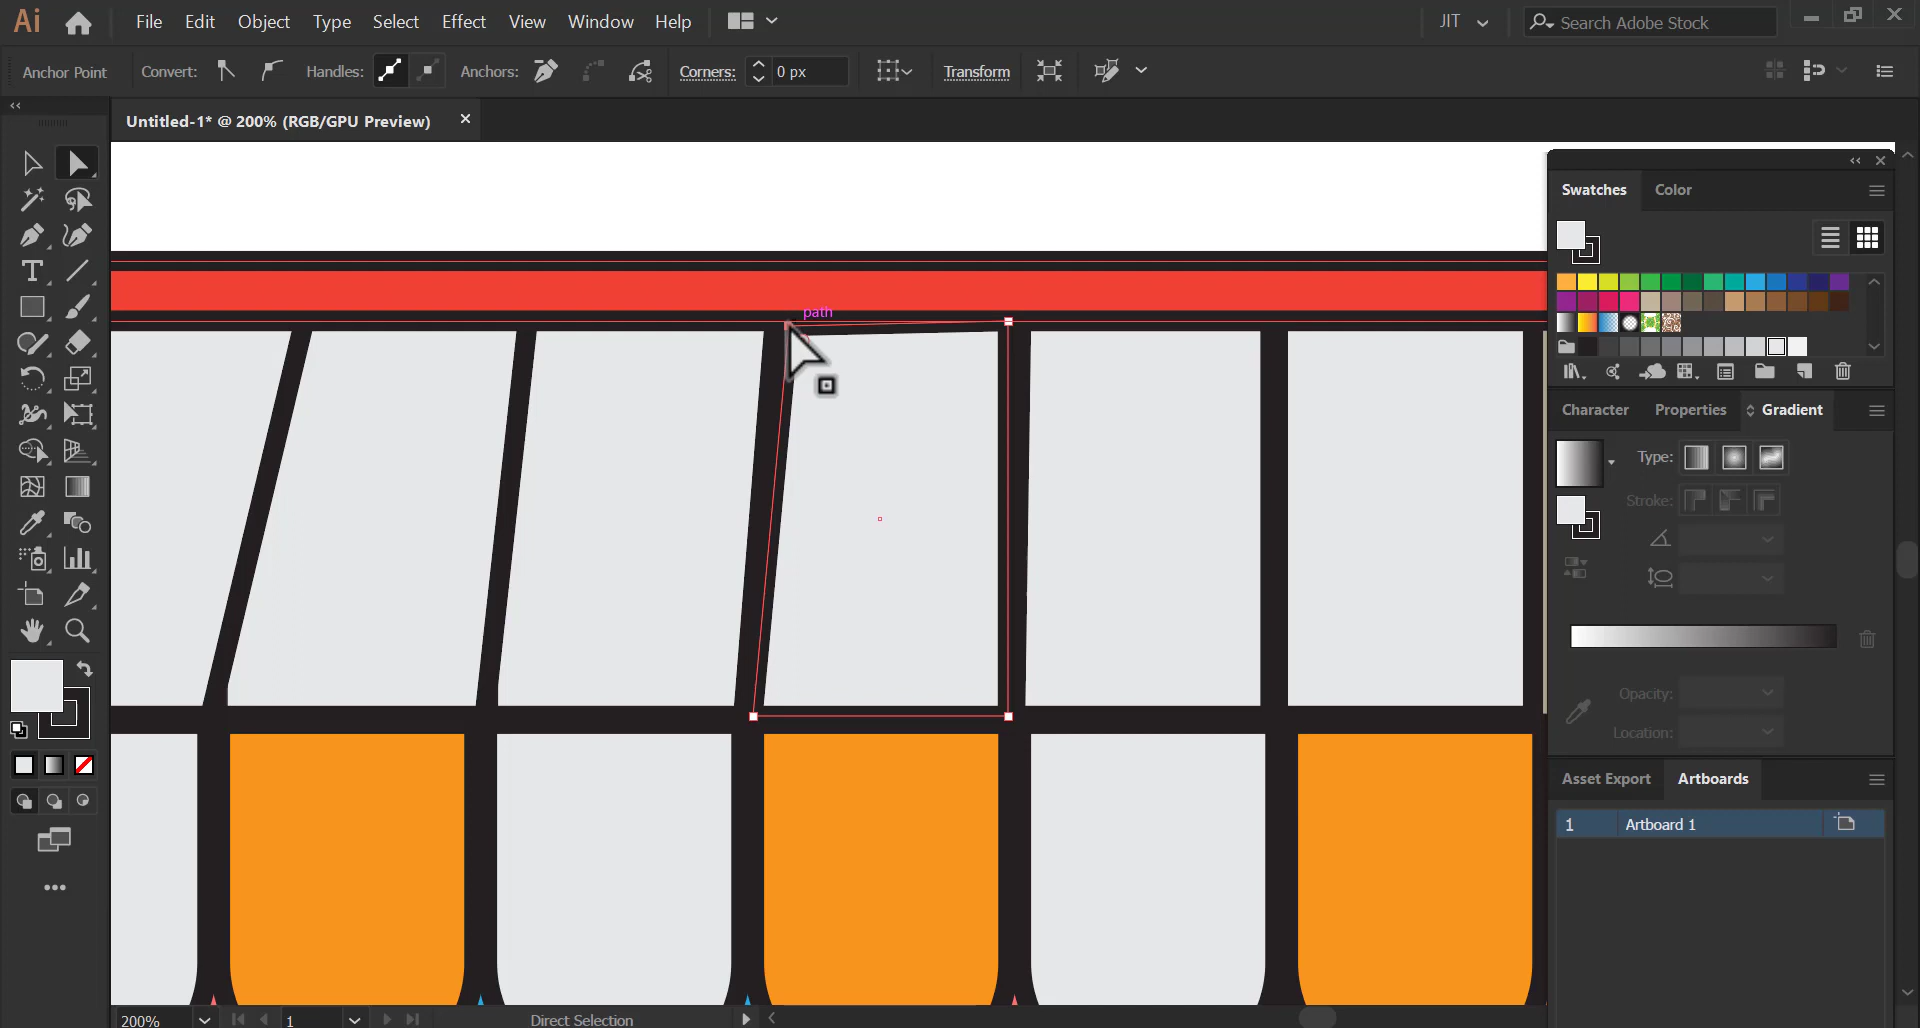 Ai File Edit Object Type Select Effect View Window Help JIT Search Adobe Stock
Anchor Point Convert: Handles: Anchors: Corners: 0 px Transform
Untitled-1* @ 200% (RGB/GPU Preview)
Swatches Color
path
Character Properties Gradient
Type:
Stroke:
Opacity:
Location:
Asset Export Artboards
1 Artboard 1
200% 1 Direct Selection